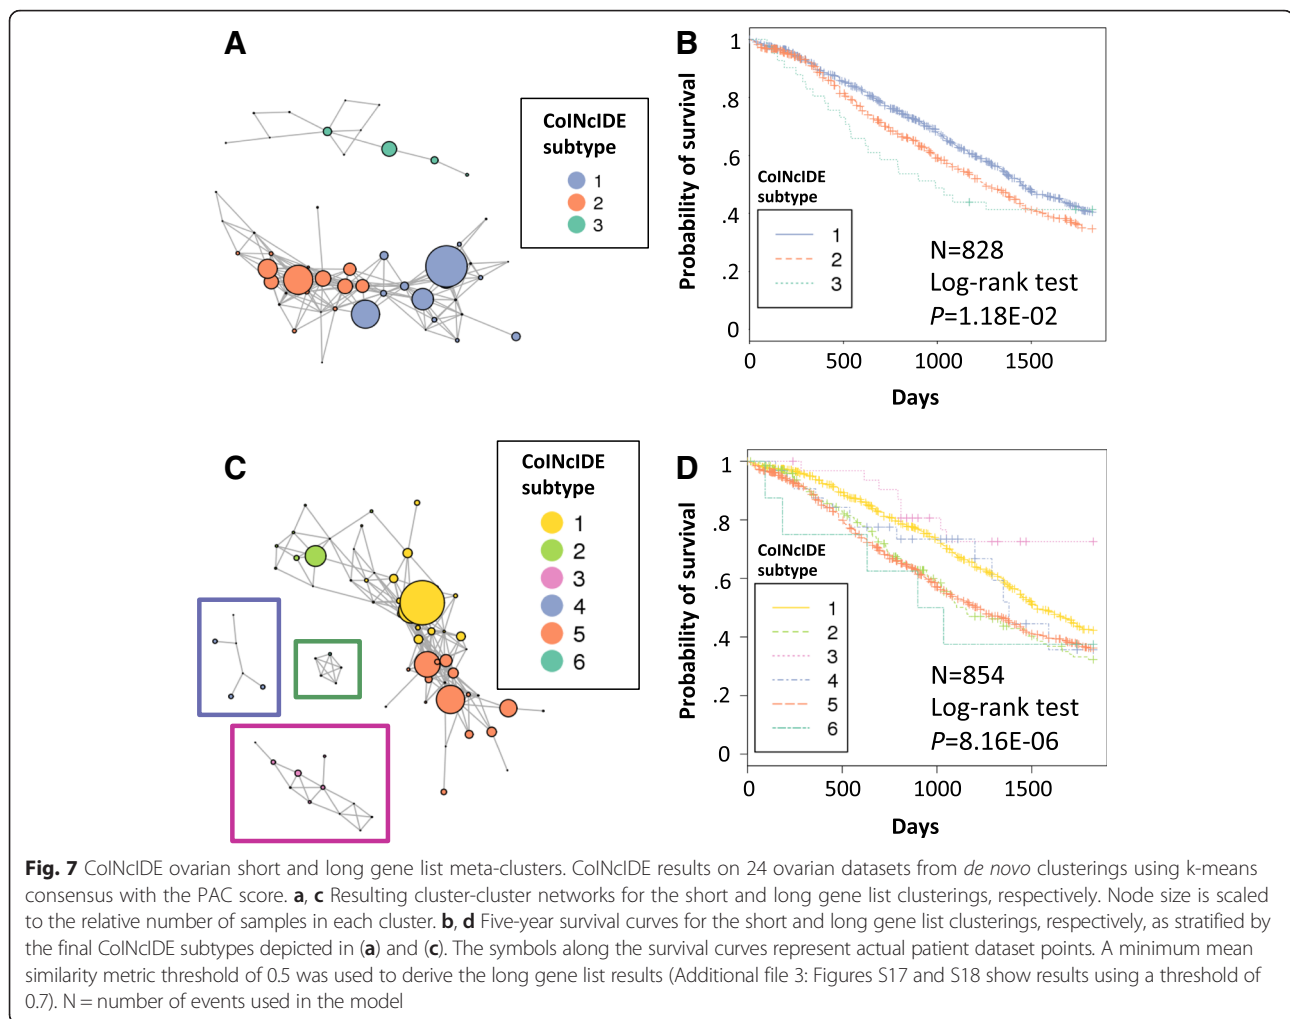 A
CoINcIDE
subtype
1
2
3
B
Probability of survival
1
.8
.6
.4
.2
0
CoINcIDE
subtype
1
2
3
N=828
Log-rank test
P=1.18E-02
0
500
1000
1500
Days
C
CoINcIDE
subtype
1
2
3
4
5
6
D
Probability of survival
1
.8
.6
.4
.2
0
CoINcIDE
subtype
1
2
3
4
5
6
N=854
Log-rank test
P=8.16E-06
0
500
1000
1500
Days
Fig. 7 CoINcIDE ovarian short and long gene list meta-clusters. CoINcIDE results on 24 ovarian datasets from de novo clusterings using k-means
consensus with the PAC score. a, c Resulting cluster-cluster networks for the short and long gene list clusterings, respectively. Node size is scaled
to the relative number of samples in each cluster. b, d Five-year survival curves for the short and long gene list clusterings, respectively, as stratified by
the final CoINcIDE subtypes depicted in (a) and (c). The symbols along the survival curves represent actual patient dataset points. A minimum mean
similarity metric threshold of 0.5 was used to derive the long gene list results (Additional file 3: Figures S17 and S18 show results using a threshold of
0.7). N = number of events used in the model